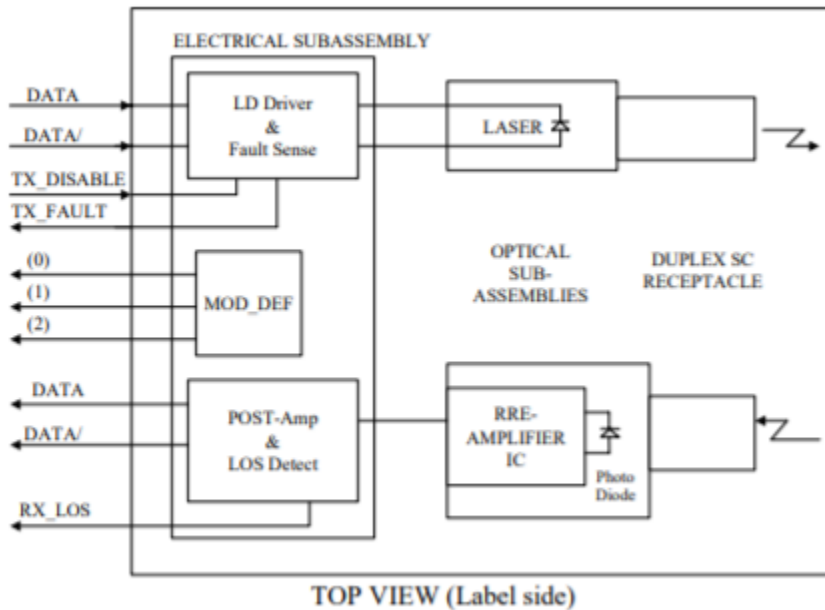 ELECTRICAL SUBASSEMBLY
DATA
DATA/
TX_DISABLE
TX_FAULT
LD Driver
&
Fault Sense
LASER
(0)
(1)
(2)
MOD_DEF
OPTICAL
SUB-
ASSEMBLIES
DUPLEX SC
RECEPTACLE
DATA
DATA/
RX_LOS
POST-Amp
&
LOS Detect
RRE-
AMPLIFIER
IC
Photo
Diode
TOP VIEW (Label side)